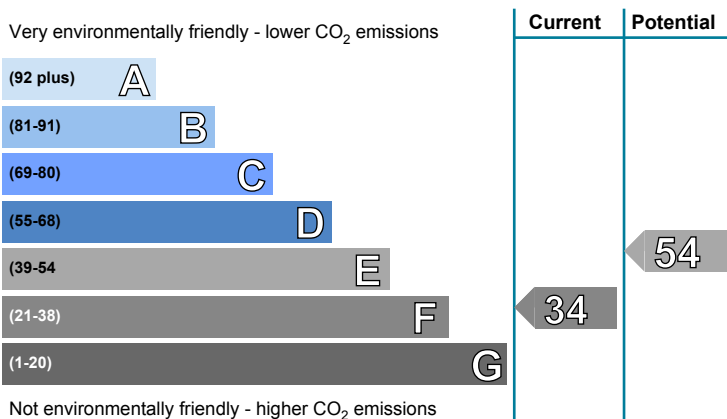 Very environmentally friendly - lower CO2 emissions
Current
Potential
(92 plus) A
(81-91) B
(69-80) C
(55-68) D
(39-54 E
54
(21-38) F
34
(1-20) G
Not environmentally friendly - higher CO2 emissions